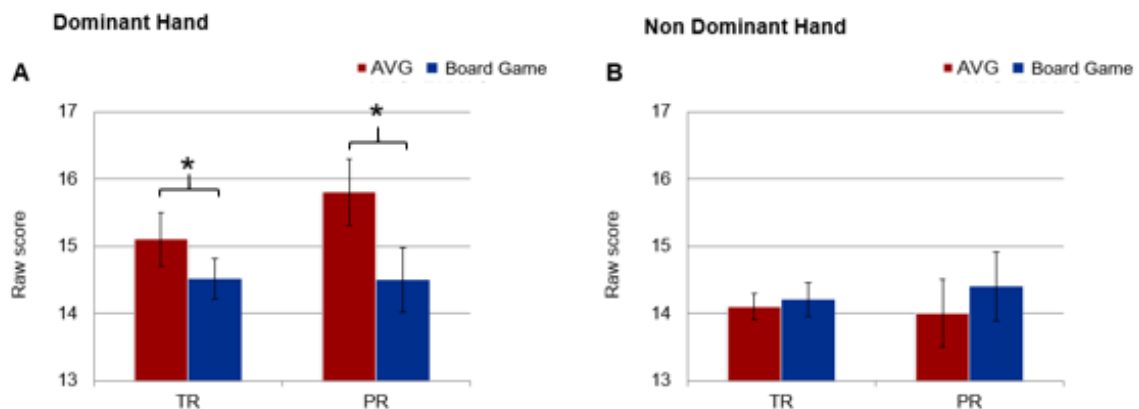 Dominant Hand
A
AVG Board Game
17
16
15
14
13
Raw score
* *
TR PR
Non Dominant Hand
B
AVG Board Game
17
16
15
14
13
Raw score
TR PR